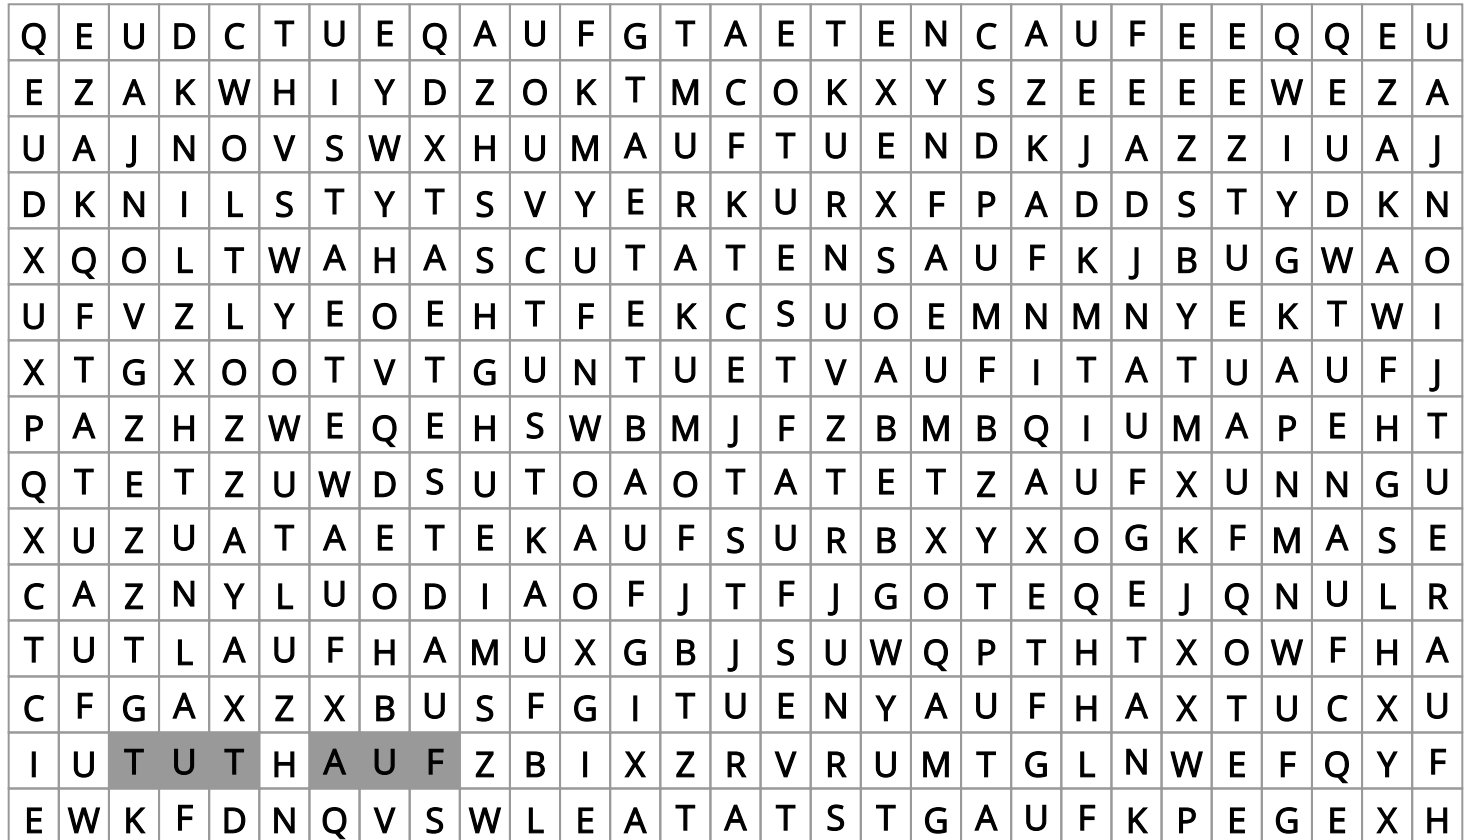 Q E U D C T U E Q A U F G T A E T E N C A U F E E Q Q E U
E Z A K W H I Y D Z O K T M C O K X Y S Z E E E E W E Z A
U A J N O V S W X H U M A U F T U E N D K J A Z Z I U A J
D K N I L S T Y T S V Y E R K U R X F P A D D S T Y D K N
X Q O L T W A H A S C U T A T E N S A U F K J B U G W A O
U F V Z L Y E O E H T F E K C S U O E M N M N Y E K T W I
X T G X O O T V T G U N T U E T V A U F I T A T U A U F J
P A Z H Z W E Q E H S W B M J F Z B M B Q I U M A P E H T
Q T E T Z U W D S U T O A O T A T E T Z A U F X U N N G U
X U Z U A T A E T E K A U F S U R B X Y X O G K F M A S E
C A Z N Y L U O D I A O F J T F J G O T E Q E J Q N U L R
T U T L A U F H A M U X G B J S U W Q P T H T X O W F H A
C F G A X Z X B U S F G I T U E N Y A U F H A X T U C X U
I U T U T H A U F Z B I X Z R V R U M T G L N W E F Q Y F
E W K F D N Q V S W L E A T A T S T G A U F K P E G E X H